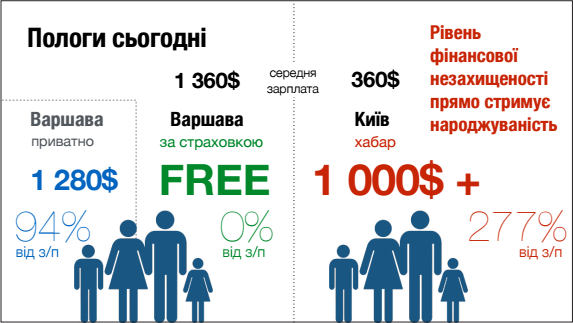 Пологи сьогодні
Рівень
фінансової
незахищеності
прямо стримує
народжуваність
1 360$
середня
зарплата
360$
Варшава
приватно
1 280$
94%
від з/п
Варшава
за страховкою
FREE
0%
від з/п
Київ
хабар
1 000$ +
277%
від з/п